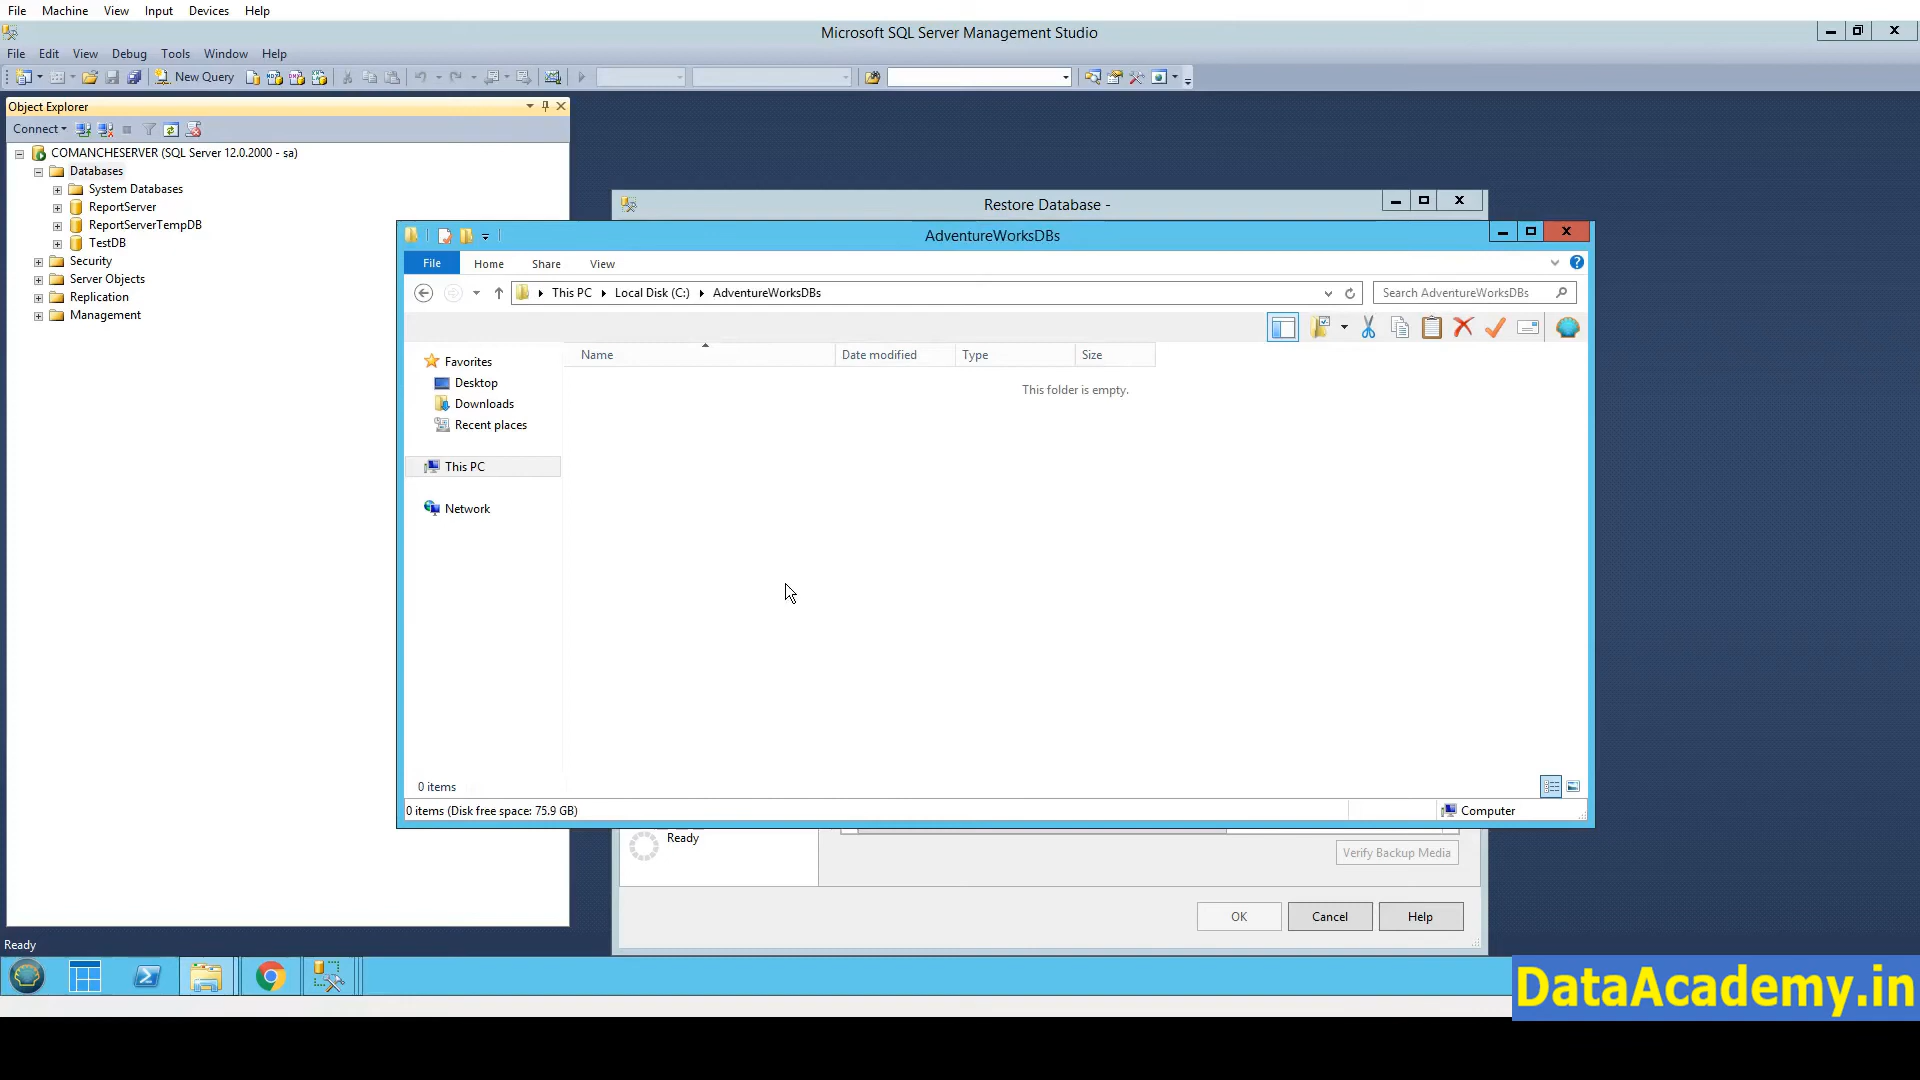 File Machine View Input Devices Help
Microsoft SQL Server Management Studio
File Edit View Debug Tools Window Help
New Query
Object Explorer
Connect
COMANCHESERVER (SQL Server 12.0.2000 - sa)
Databases
System Databases
ReportServer
ReportServerTempDB
TestDB
Security
Server Objects
Replication
Management
Restore Database -
AdventureWorksDBs
File Home Share View
This PC Local Disk (C:) AdventureWorksDBs
Search AdventureWorksDBs
Name Date modified Type Size
This folder is empty.
Favorites
Desktop
Downloads
Recent places
This PC
Network
0 items
0 items (Disk free space: 75.9 GB)
Computer
Ready
Verify Backup Media
OK Cancel Help
Ready
DataAcademy.in